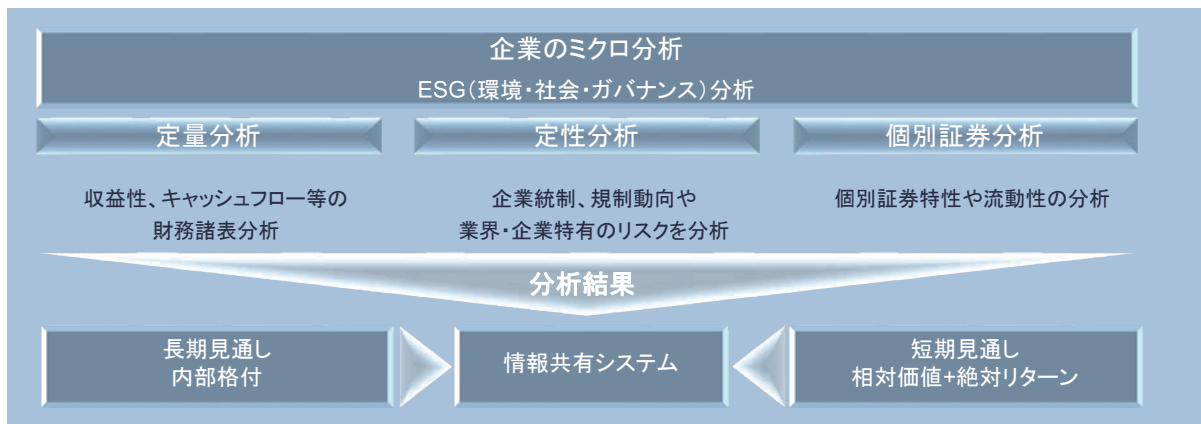 企業のミクロ分析
ESG(環境・社会・ガバナンス)分析
定量分析
定性分析
個別証券分析
収益性、キャッシュフロー等の
財務諸表分析
企業統制、規制動向や
業界・企業特有のリスクを分析
個別証券特性や流動性の分析
分析結果
長期見通し
内部格付
情報共有システム
短期見通し
相対価値+絶対リターン